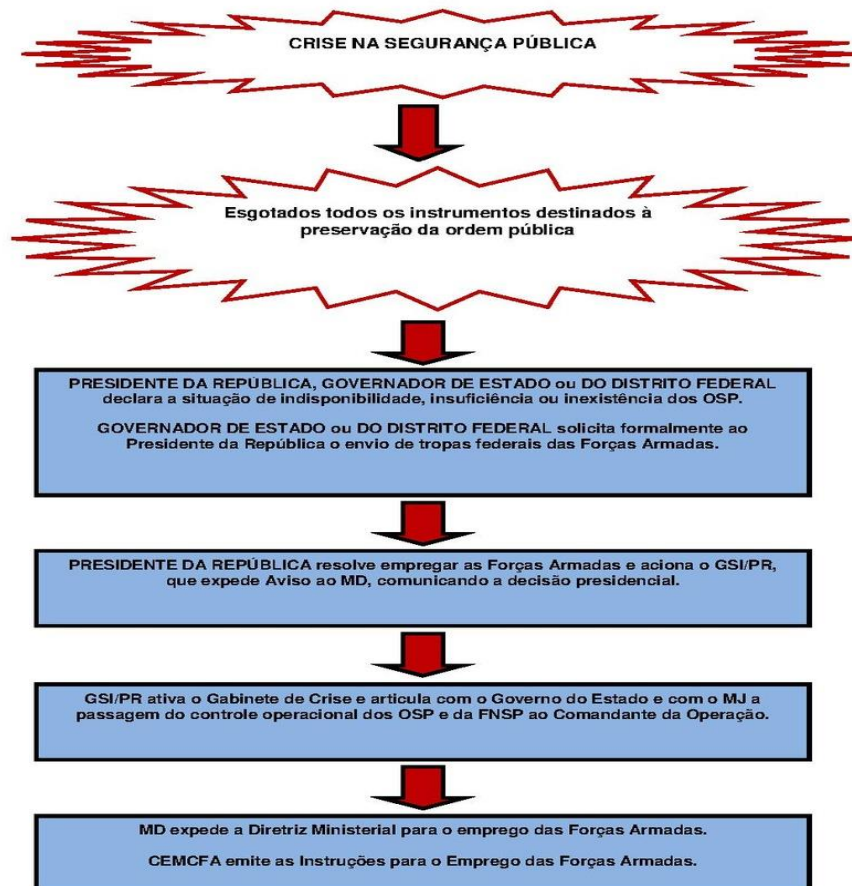 CRISE NA SEGURANÇA PÚBLICA
Esgotados todos os instrumentos destinados à
preservação da ordem pública
PRESIDENTE DA REPÚBLICA, GOVERNADOR DE ESTADO ou DO DISTRITO FEDERAL
declara a situação de indisponibilidade, insuficiência ou inexistência dos OSP.
GOVERNADOR DE ESTADO ou DO DISTRITO FEDERAL solicita formalmente ao
Presidente da República o envio de tropas federais das Forças Armadas.
PRESIDENTE DA REPÚBLICA resolve empregar as Forças Armadas e aciona o GSI/PR,
que expede Aviso ao MD, comunicando a decisão presidencial.
GSI/PR ativa o Gabinete de Crise e articula com o Governo do Estado e com o MJ a
passagem do controle operacional dos OSP e da FNSP ao Comandante da Operação.
MD expede a Diretriz Ministerial para o emprego das Forças Armadas.
CEMCFA emite as Instruções para o Emprego das Forças Armadas.